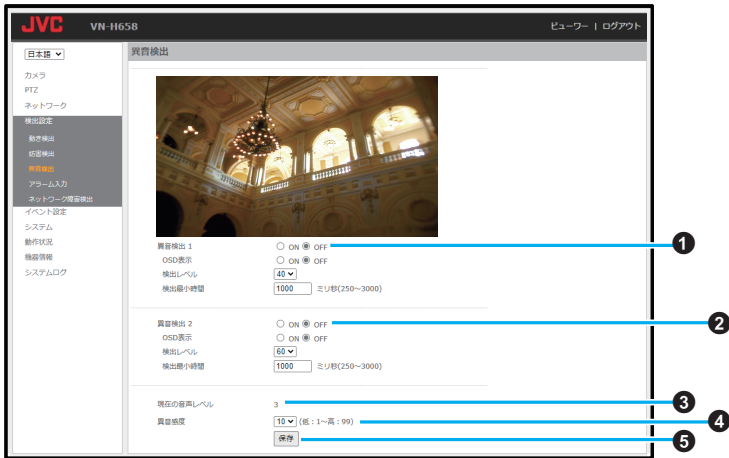 JVC VN-H658 ビューワー | ログアウト
日本語
異音検出
カメラ
PTZ
ネットワーク
検出設定
動き検出
妨害検出
異音検出
アラーム入力
ネットワーク障害検出
イベント設定
システム
動作状況
機器情報
システムログ
異音検出 1 ON OFF 1
OSD表示 ON OFF
検出レベル 40
検出最小時間 1000 ミリ秒(250～3000)
異音検出 2 ON OFF 2
OSD表示 ON OFF
検出レベル 60
検出最小時間 1000 ミリ秒(250～3000)
現在の音声レベル 3 3
異音感度 10 (低：1～高：99) 4
保存 5